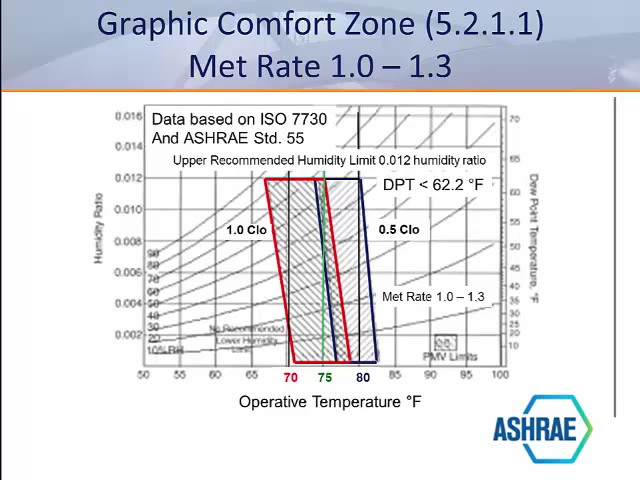 Graphic Comfort Zone (5.2.1.1)
Met Rate 1.0 – 1.3
Data based on ISO 7730
And ASHRAE Std. 55
Upper Recommended Humidity Limit 0.012 humidity ratio
DPT < 62.2 °F
1.0 Clo
0.5 Clo
Met Rate 1.0 – 1.3
No Recommended
Lower Humidity
Limit
PMV Limits
Humidity Ratio
0.016
0.014
0.012
0.010
0.008
0.006
0.004
0.002
90
80
70
60
50
40
30
20
10%RH
70
65
60
55
50
45
40
35
30
25
20
10
Dew Point Temperature, °F
50
55
60
65
70
75
80
85
90
95
100
Operative Temperature °F
ASHRAE